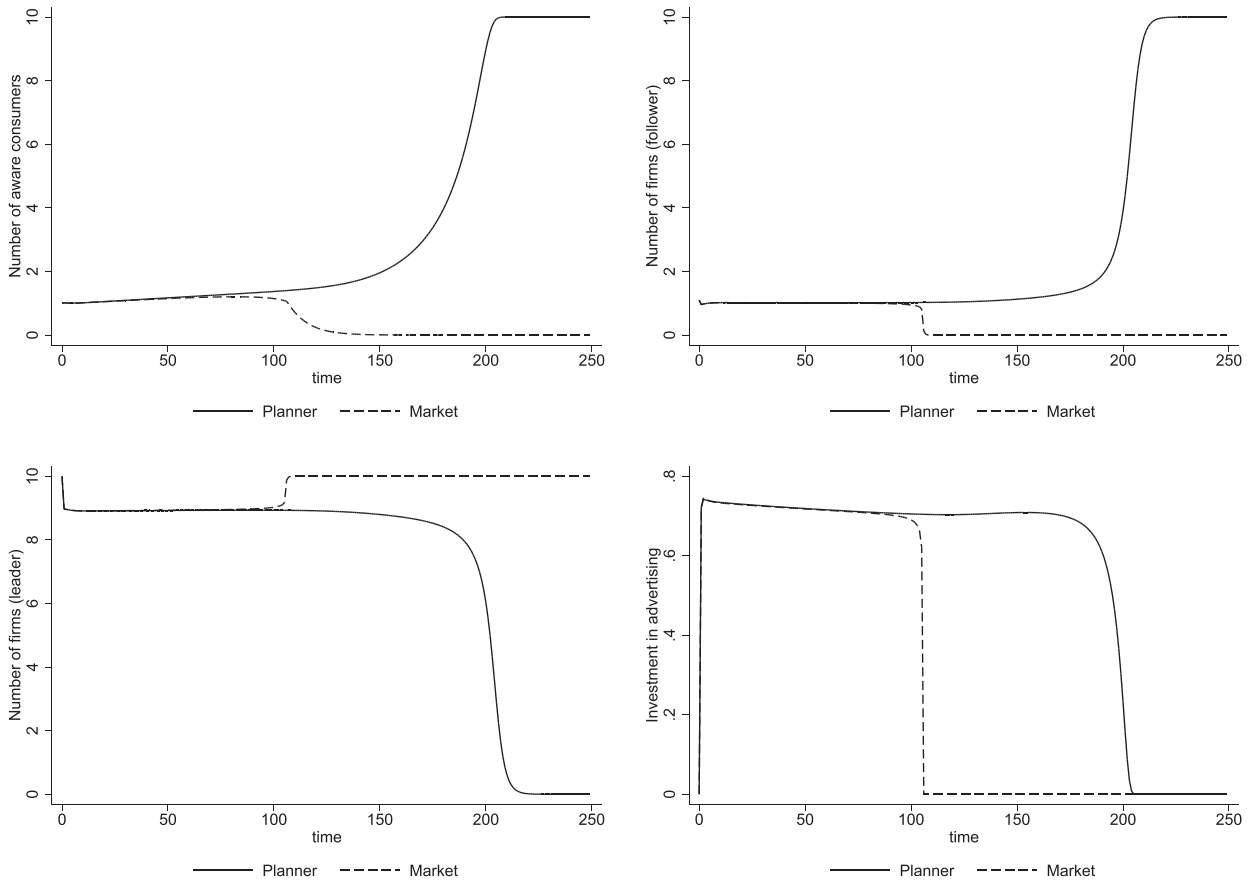 Number of aware consumers
10
8
6
4
2
0
0 50 100 150 200 250
time
Planner Market
Number of firms (follower)
10
8
6
4
2
0
0 50 100 150 200 250
time
Planner Market
Number of firms (leader)
10
8
6
4
2
0
0 50 100 150 200 250
time
Planner Market
Investment in advertising
.8
.6
.4
.2
0
0 50 100 150 200 250
time
Planner Market